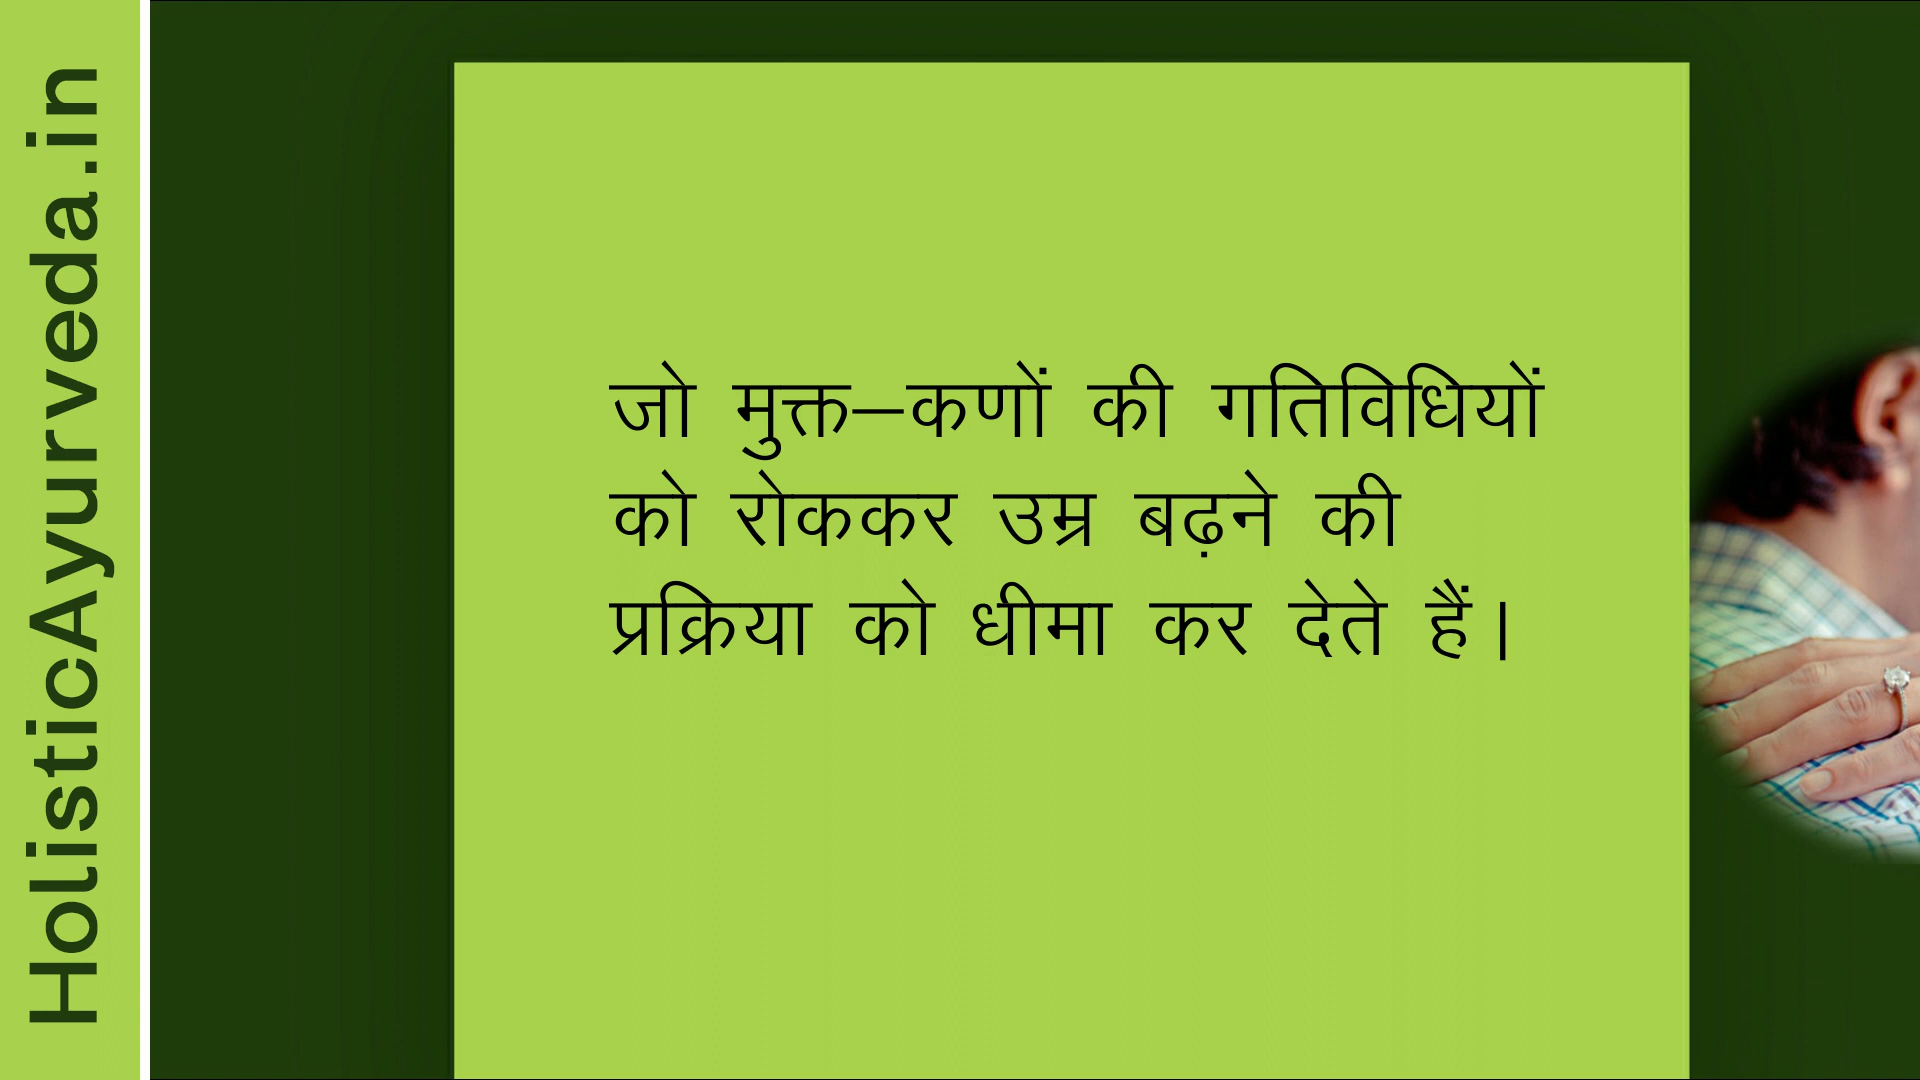 HolisticAyurveda.in
जो मुक्त–कणों की गतिविधियों
को रोककर उम्र बढ़ने की
प्रक्रिया को धीमा कर देते हैं।